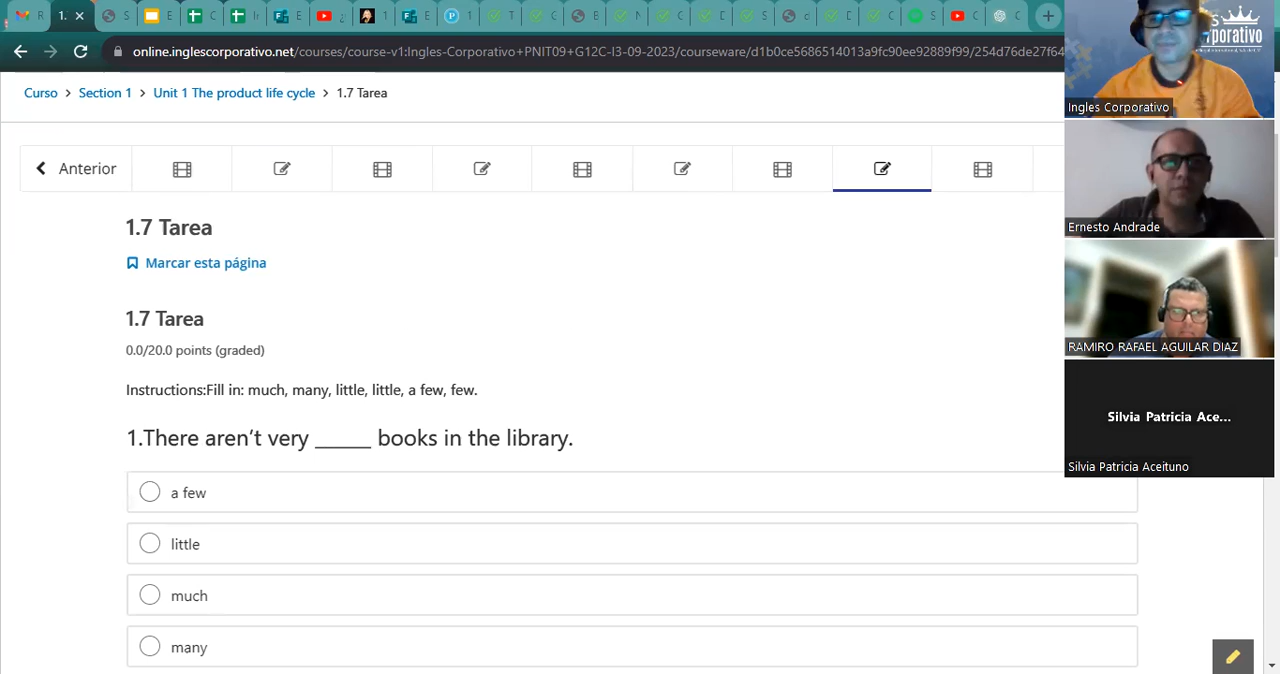 R
1.
S
E
C
Ir
E
E
¿
1
E
1
T
C
B
N
C
C
S
d
D
C
S
C
C
online.inglescorporativo.net/courses/course-v1:Ingles-Corporativo+PNIT09+G12C-I3-09-2023/courseware/d1b0ce5686514013a9fc90ee92889f99/254d76de27f64
Curso > Section 1 > Unit 1 The product life cycle > 1.7 Tarea
Anterior
1.7 Tarea
Marcar esta página
1.7 Tarea
0.0/20.0 points (graded)
Instructions:Fill in: much, many, little, little, a few, few.
1.There aren’t very ______ books in the library.
a few
little
much
many
Ingles Corporativo
Ernesto Andrade
RAMIRO RAFAEL AGUILAR DIAZ
Silvia Patricia Ace...
Silvia Patricia Aceituno